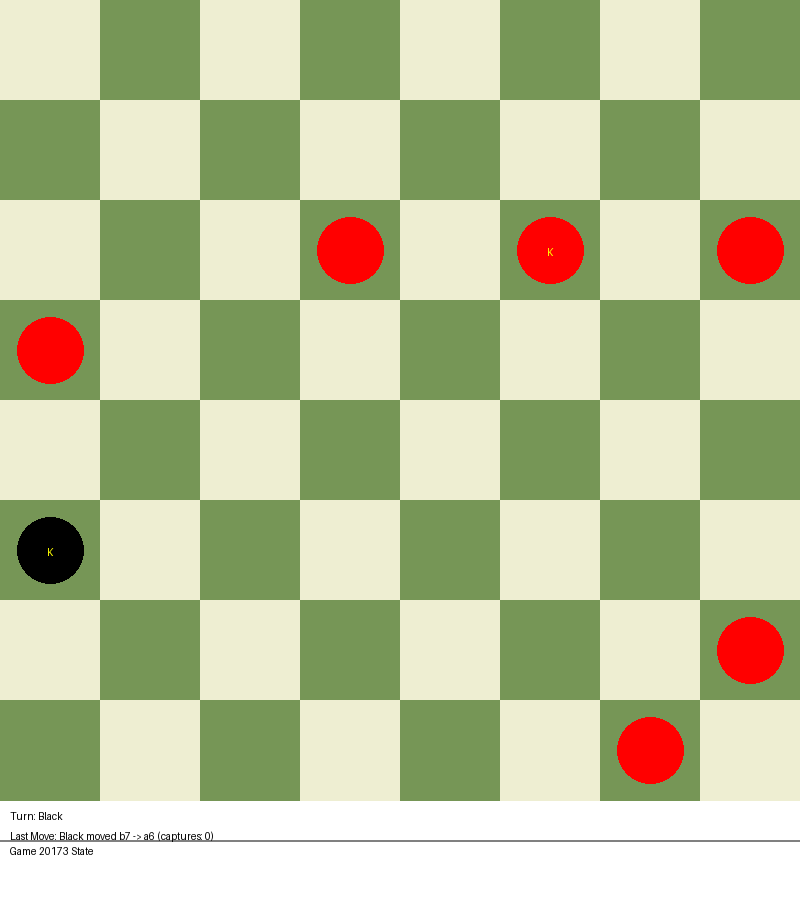 K
K
Turn: Black
Last Move: Black moved b7 -> a6 (captures: 0)
Game 20173 State